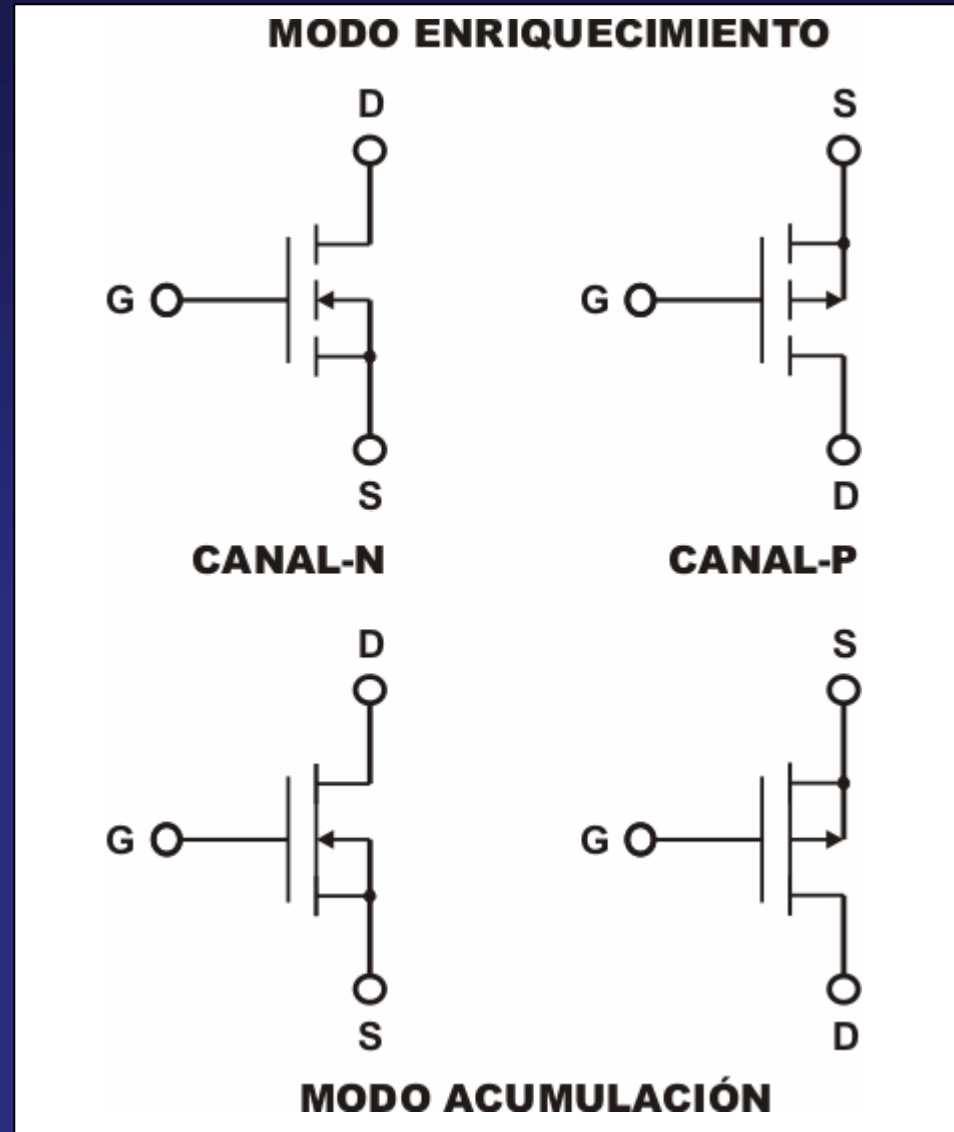 MODO ENRIQUECIMIENTO
D S
G G
S D
CANAL-N CANAL-P
D S
G G
S D
MODO ACUMULACIÓN